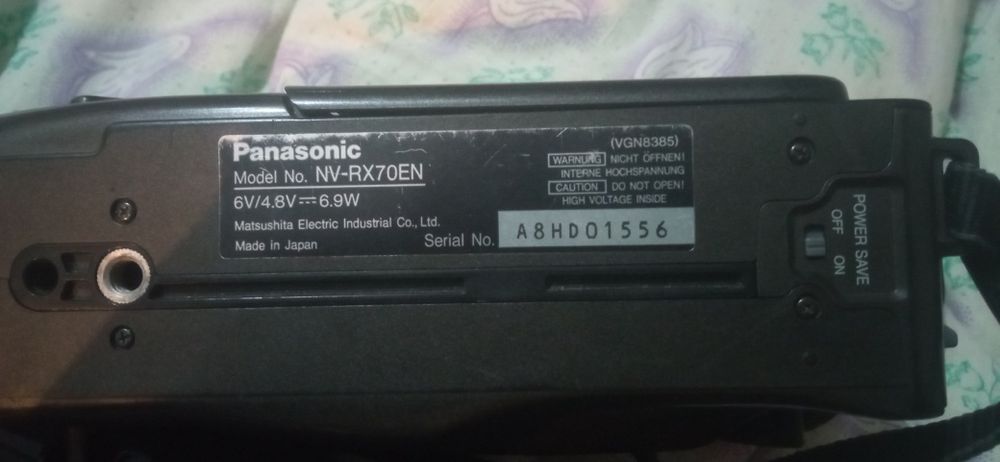 Panasonic
Model No. NV-RX70EN
6V/4.8V⎓6.9W
Matsushita Electric Industrial Co., Ltd.
Made in Japan
Serial No. A8HD01556
(VGN8385)
WARNING NICHT ÖFFNEN!
INTERNE HOCHSPANNUNG
CAUTION DO NOT OPEN!
HIGH VOLTAGE INSIDE
POWER SAVE
OFF ON